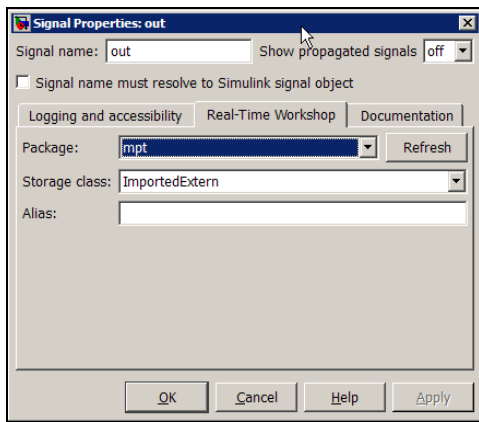 Signal Properties: out
Signal name: out Show propagated signals off
Signal name must resolve to Simulink signal object
Logging and accessibility Real-Time Workshop Documentation
Package: mpt Refresh
Storage class: ImportedExtern
Alias:
OK Cancel Help Apply